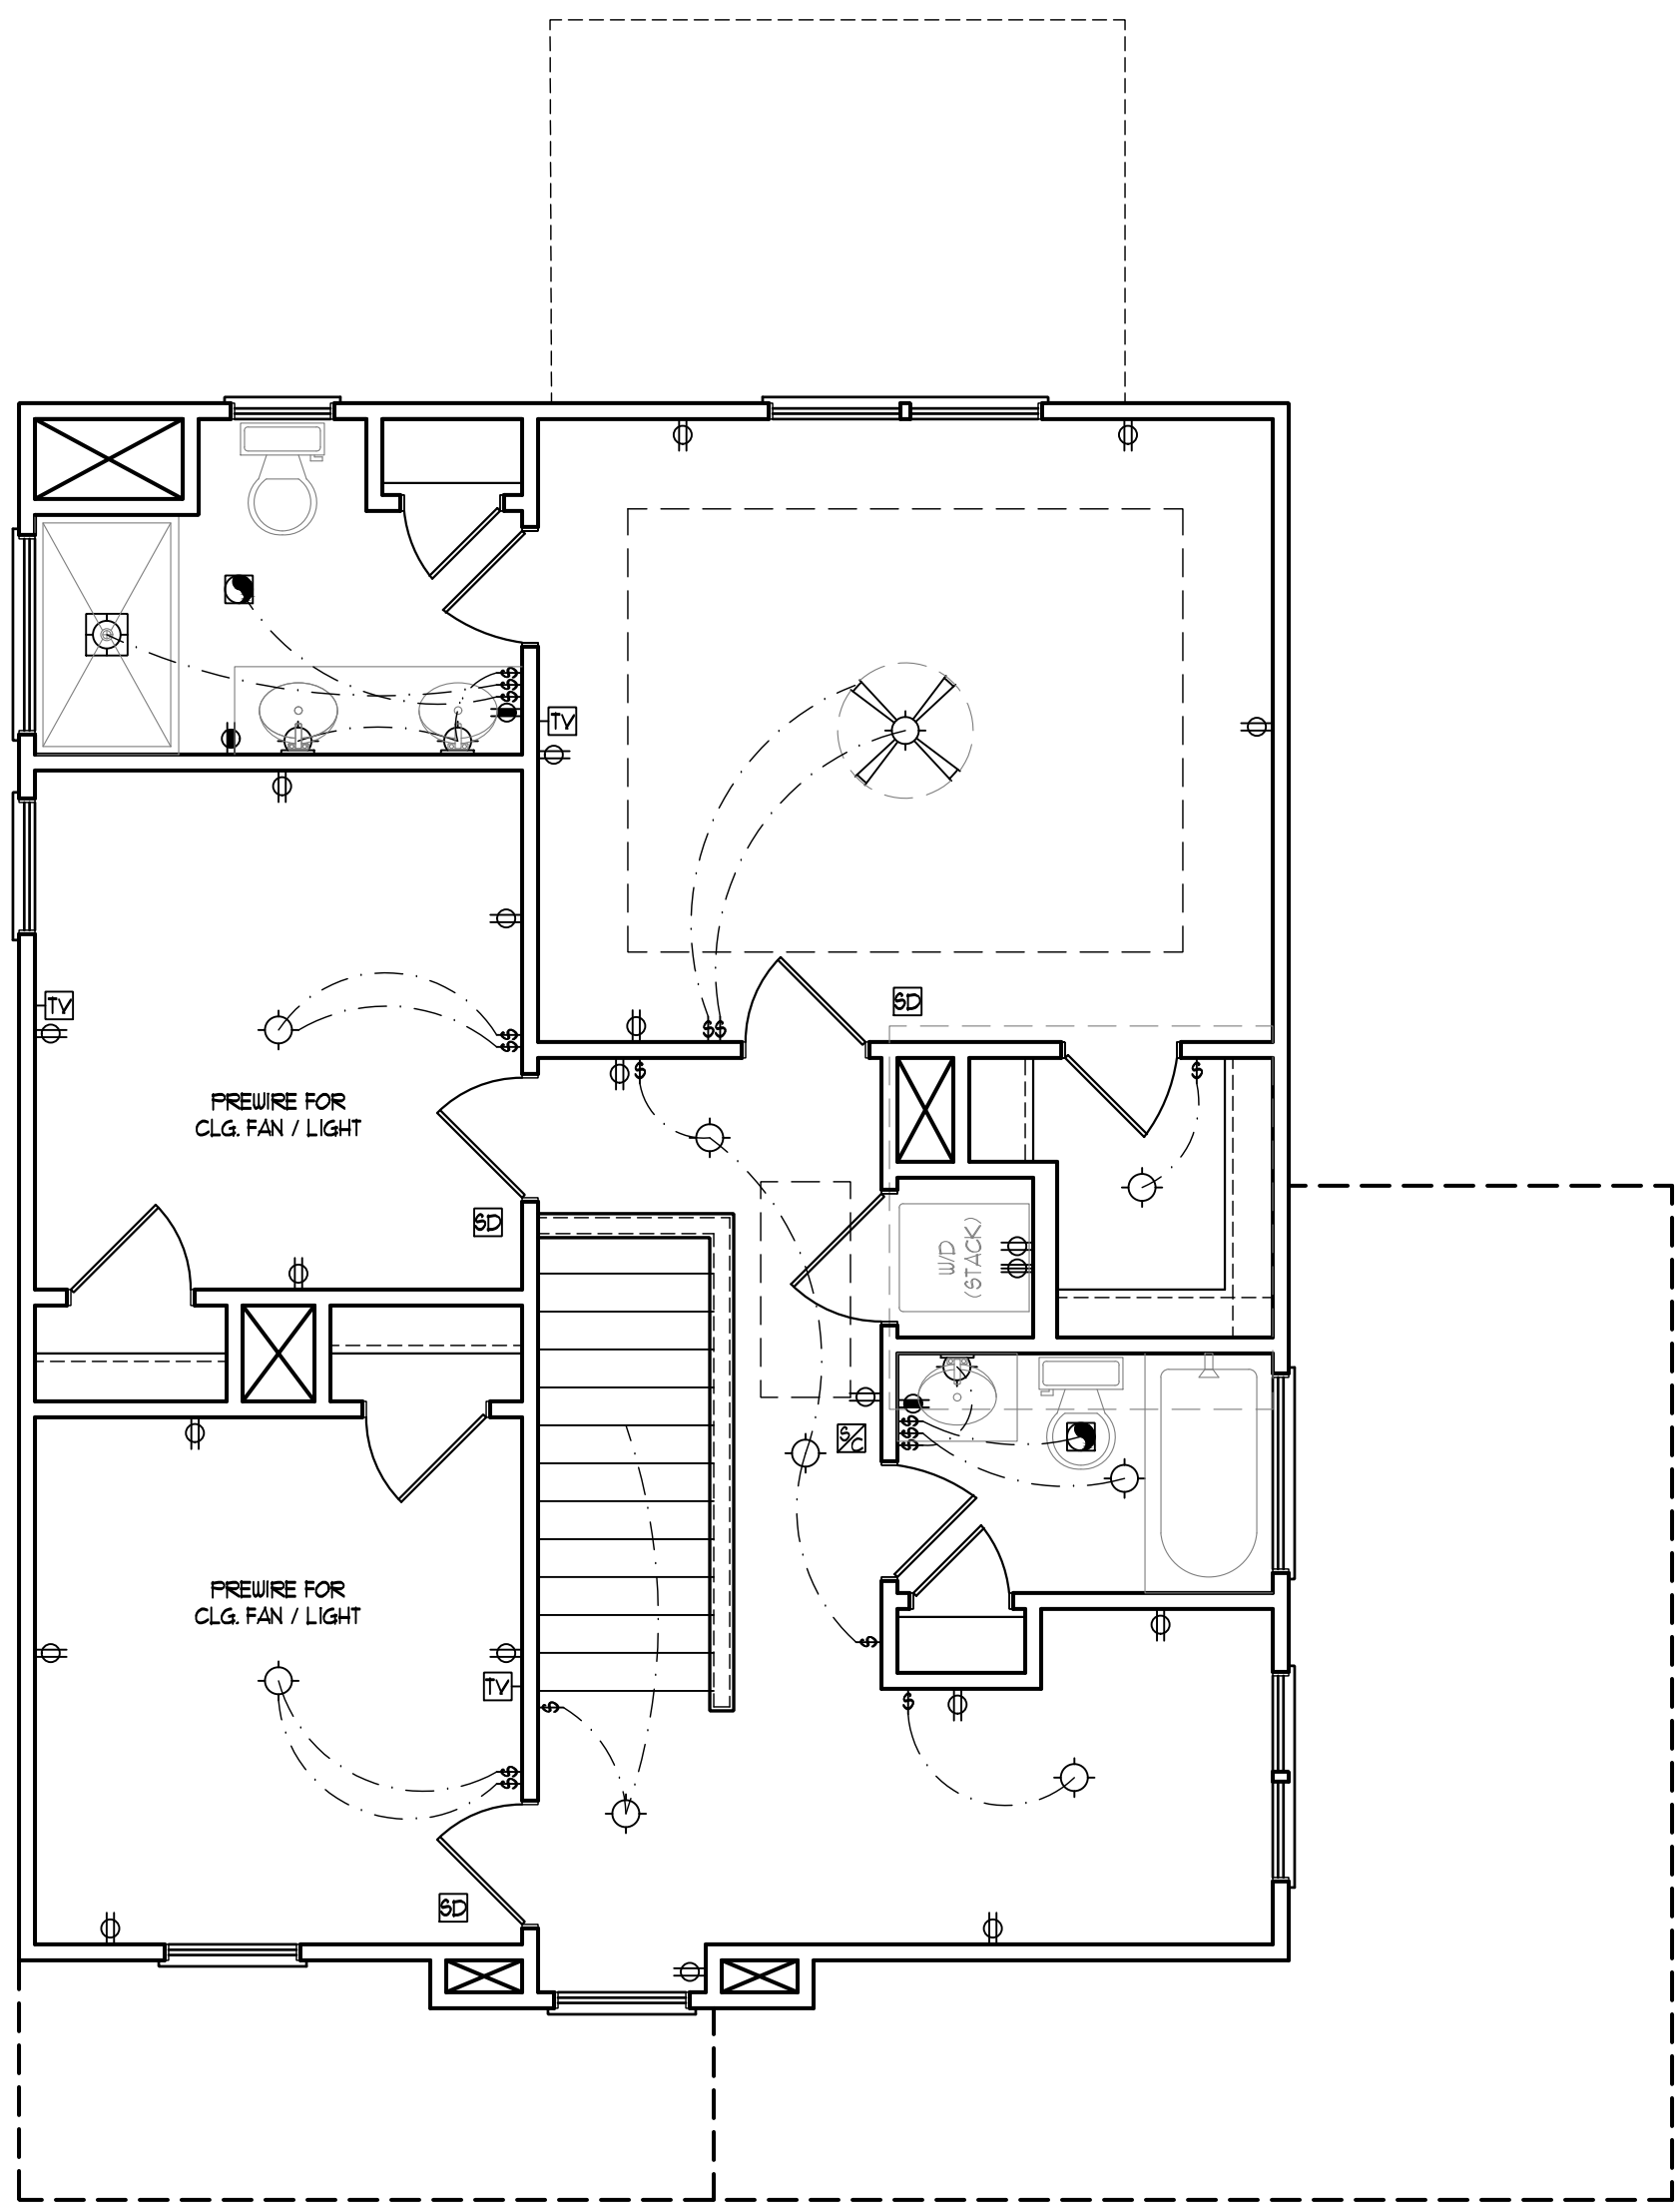 $$$
TV
TV
$$
$$
SD
PREWIRE FOR
CLG. FAN / LIGHT
$
$
SD
W/D
(STACK)
S/C
$$$
PREWIRE FOR
CLG. FAN / LIGHT
$
TV
$
$
$$
SD